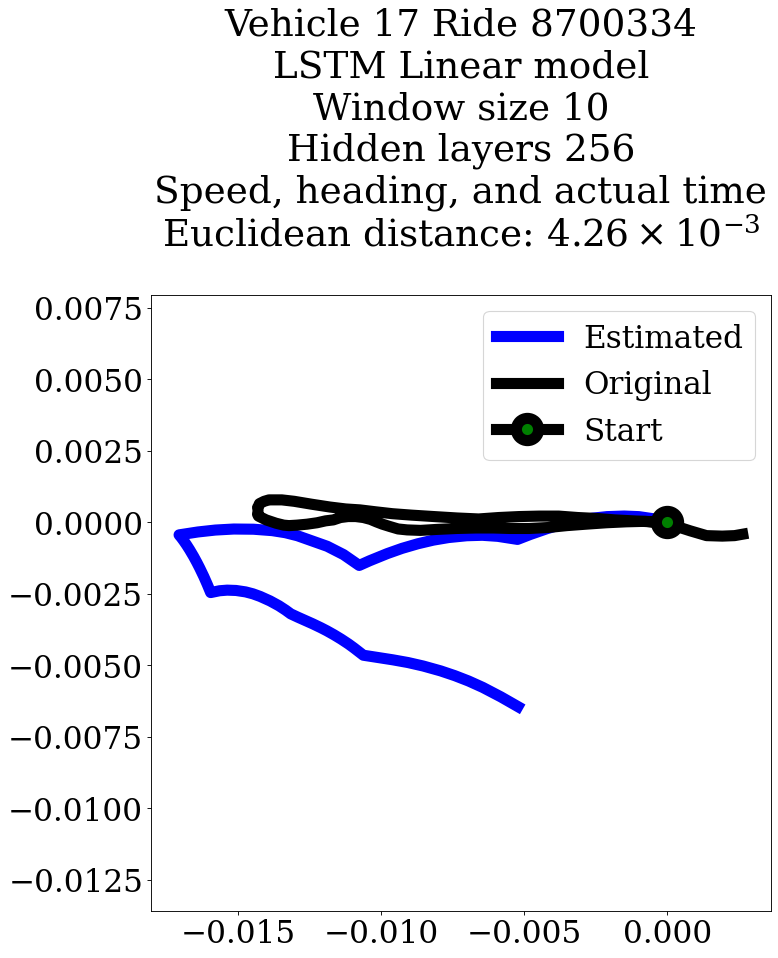 Vehicle 17 Ride 8700334
LSTM Linear model
Window size 10
Hidden layers 256
Speed, heading, and actual time
Euclidean distance: 4.26 × 10⁻³
Estimated
Original
Start
0.0075
0.0050
0.0025
0.0000
−0.0025
−0.0050
−0.0075
−0.0100
−0.0125
−0.015 −0.010 −0.005 0.000